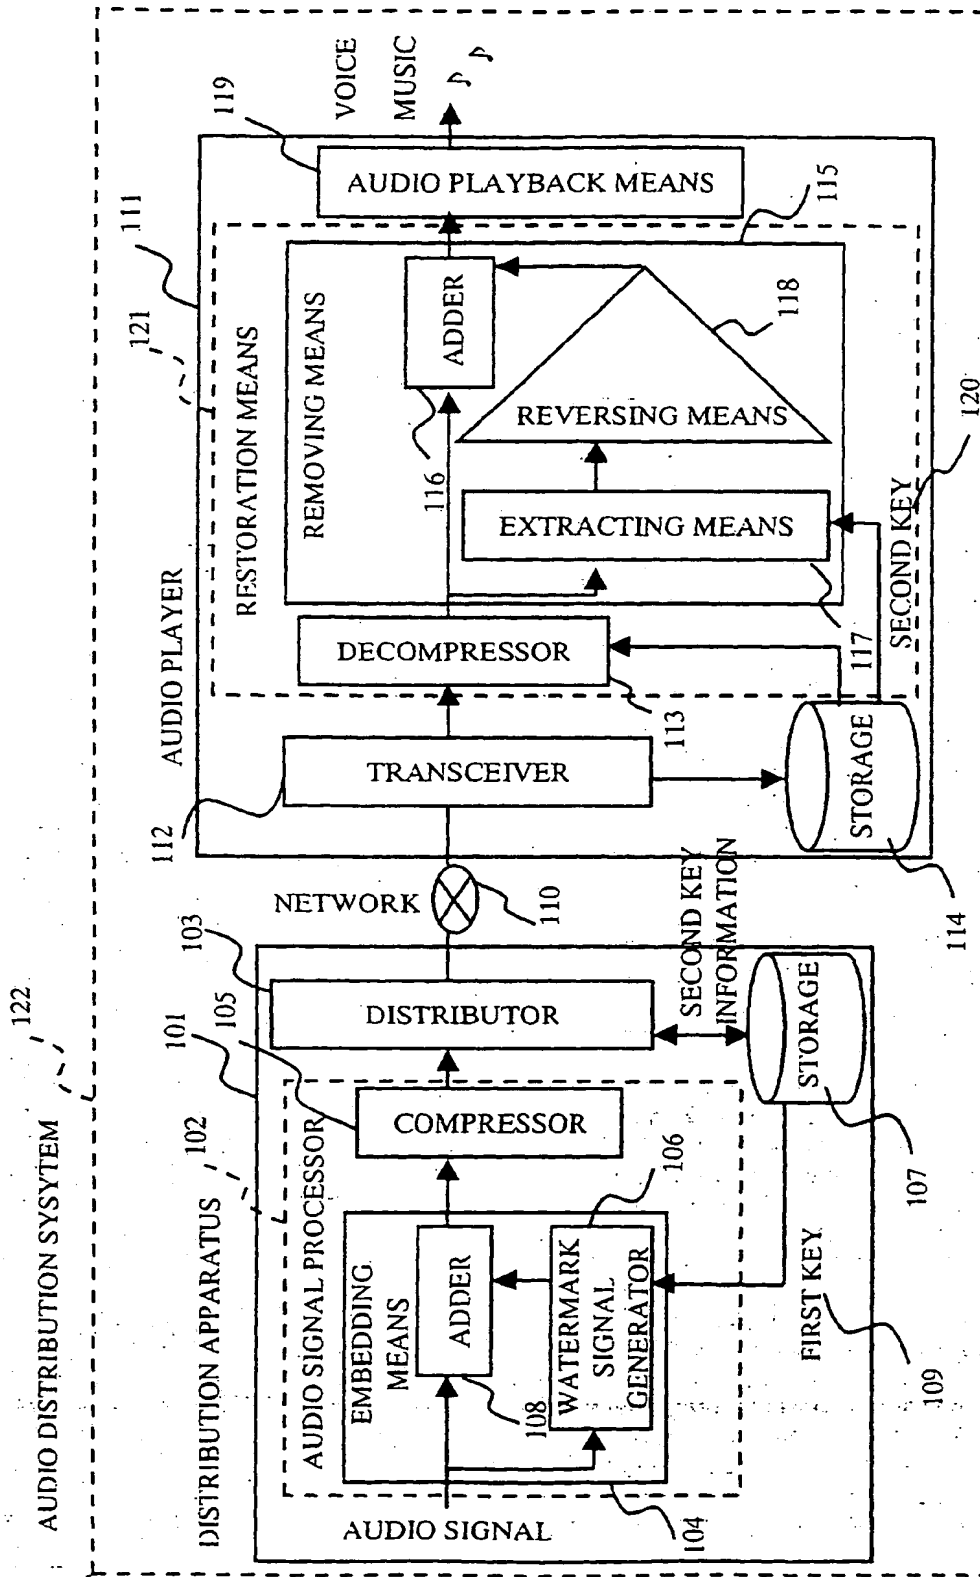 AUDIO DISTRIBUTION SYSYTEM
122
DISTRIBUTION APPARATUS
102
101
105
103
AUDIO SIGNAL PROCESSOR
EMBEDDING
MEANS
ADDER
108
WATERMARK
SIGNAL
GENERATOR
106
COMPRESSOR
DISTRIBUTOR
AUDIO SIGNAL
104
FIRST KEY
109
STORAGE
107
SECOND KEY
INFORMATION
NETWORK
110
AUDIO PLAYER
111
121
112
TRANSCEIVER
RESTORATION MEANS
DECOMPRESSOR
113
REMOVING MEANS
ADDER
116
EXTRACTING MEANS
117
REVERSING MEANS
118
115
STORAGE
114
SECOND KEY
120
AUDIO PLAYBACK MEANS
119
VOICE
MUSIC